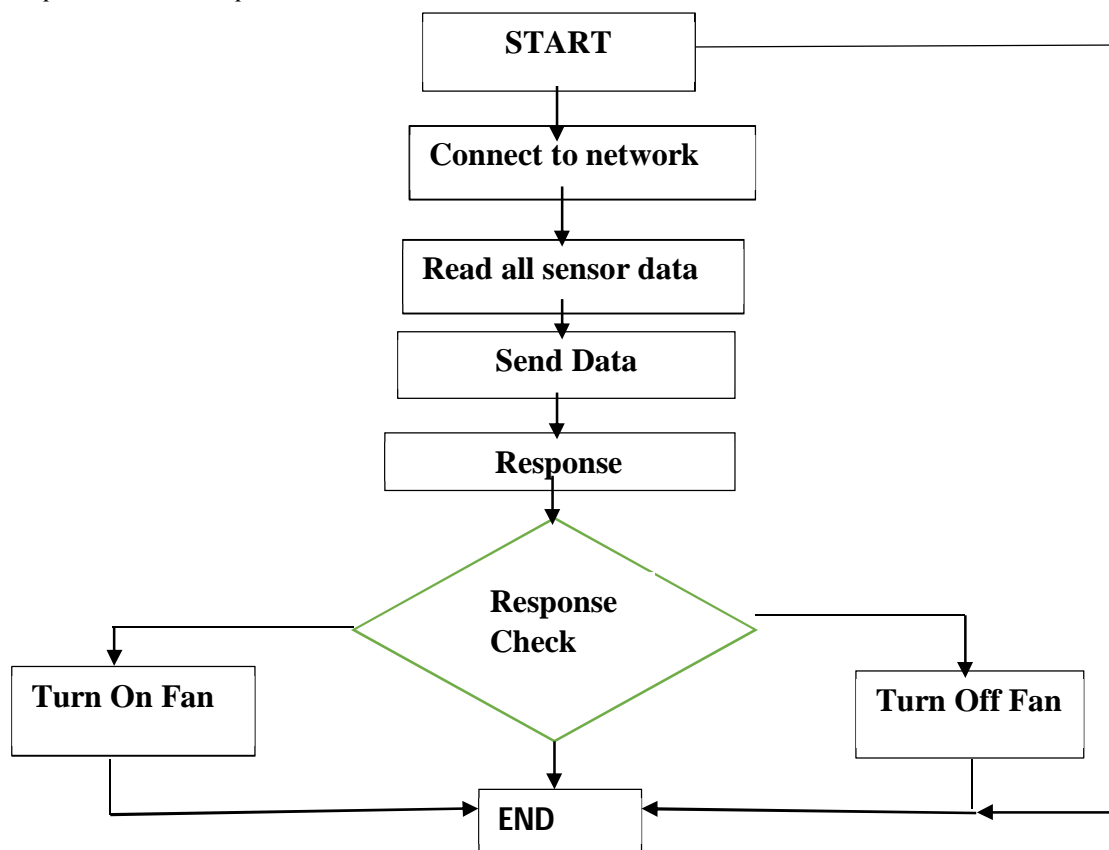 START
Connect to network
Read all sensor data
Send Data
Response
Response
Check
Turn On Fan
Turn Off Fan
END